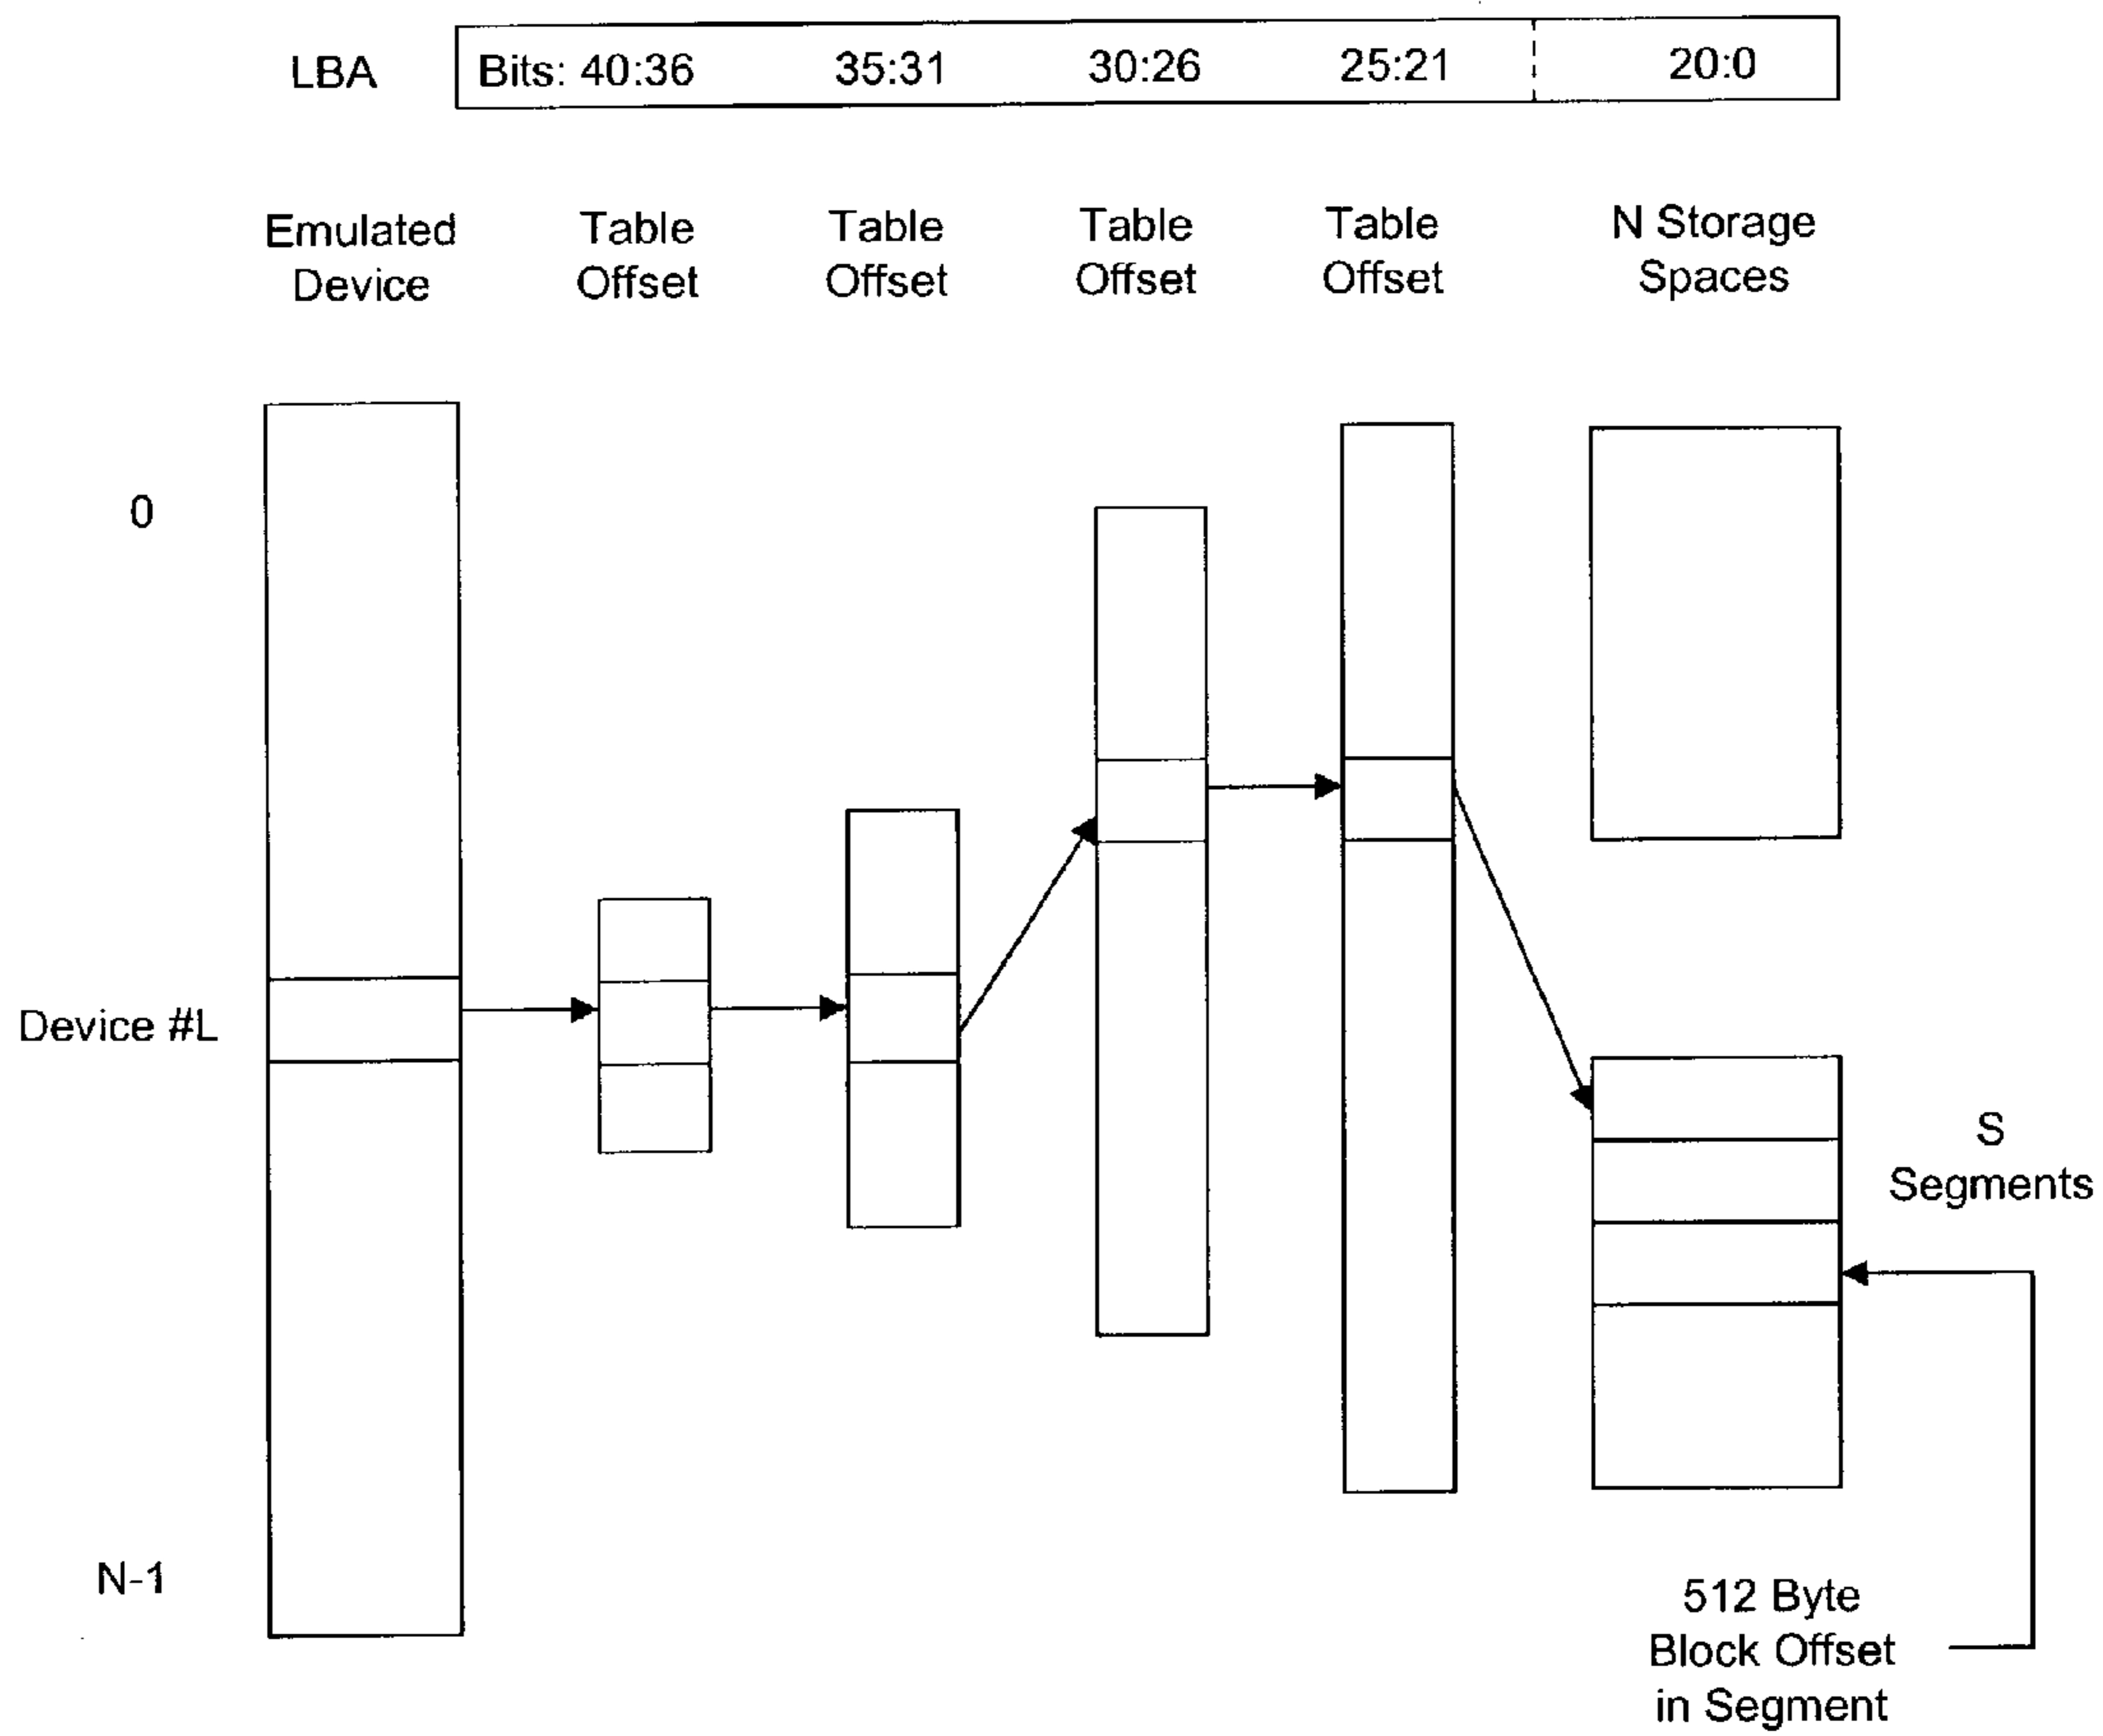 LBA Bits: 40:36 35:31 30:26 25:21 20:0
Emulated Table Table Table Table N Storage
Device Offset Offset Offset Offset Spaces
0
Device #L
S
Segments
N-1
512 Byte
Block Offset
in Segment